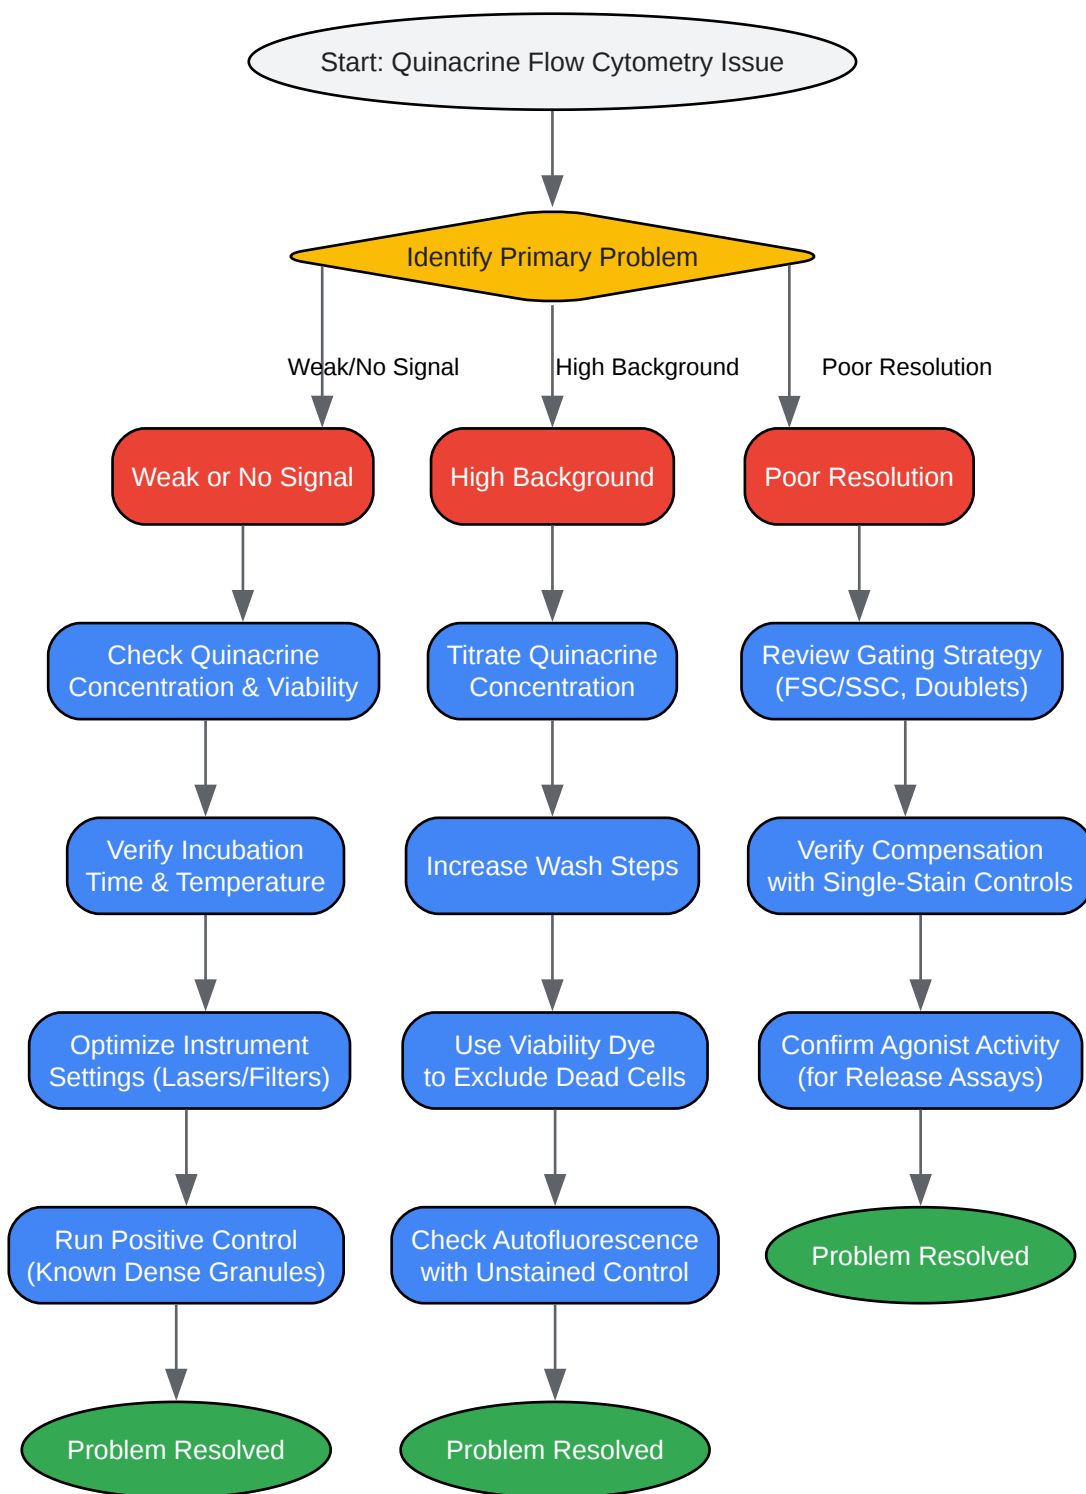 Start: Quinacrine Flow Cytometry Issue
Identify Primary Problem
Weak/No Signal
High Background
Poor Resolution
Weak or No Signal
High Background
Poor Resolution
Check Quinacrine
Concentration & Viability
Titrate Quinacrine
Concentration
Review Gating Strategy
(FSC/SSC, Doublets)
Verify Incubation
Time & Temperature
Increase Wash Steps
Verify Compensation
with Single-Stain Controls
Optimize Instrument
Settings (Lasers/Filters)
Use Viability Dye
to Exclude Dead Cells
Confirm Agonist Activity
(for Release Assays)
Run Positive Control
(Known Dense Granules)
Check Autofluorescence
with Unstained Control
Problem Resolved
Problem Resolved
Problem Resolved